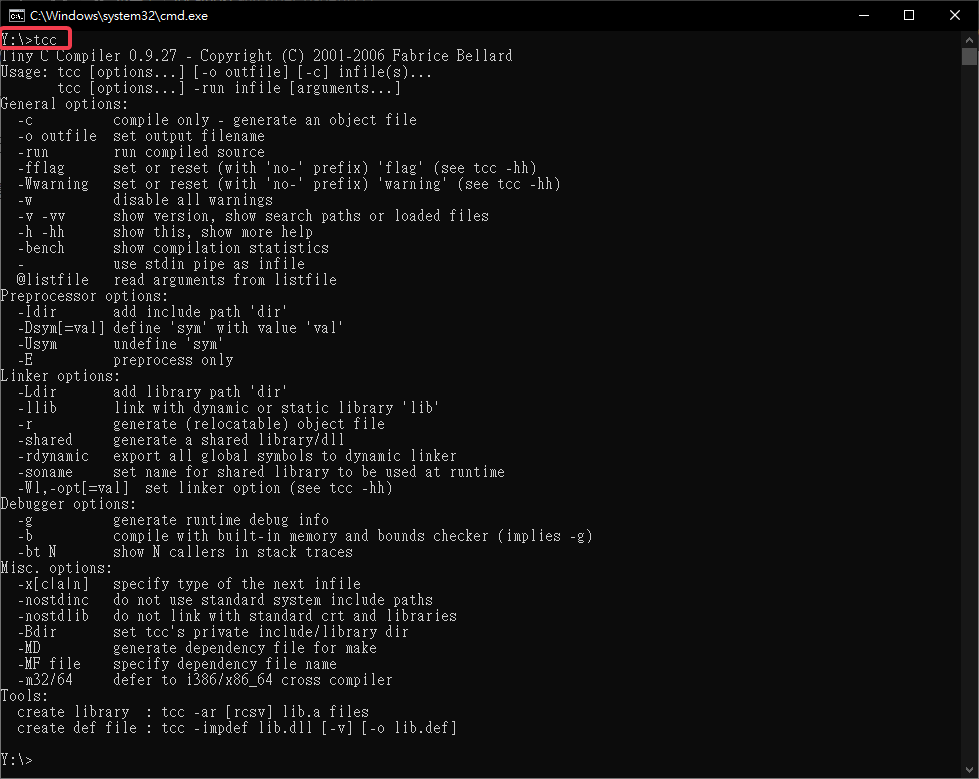 C:\Windows\system32\cmd.exe
Y:\>tcc
Tiny C Compiler 0.9.27 - Copyright (C) 2001-2006 Fabrice Bellard
Usage: tcc [options...] [-o outfile] [-c] infile(s)...
       tcc [options...] -run infile [arguments...]
General options:
  -c          compile only - generate an object file
  -o outfile  set output filename
  -run        run compiled source
  -fflag      set or reset (with 'no-' prefix) 'flag' (see tcc -hh)
  -Wwarning   set or reset (with 'no-' prefix) 'warning' (see tcc -hh)
  -w          disable all warnings
  -v -vv      show version, show search paths or loaded files
  -h -hh      show this, show more help
  -bench      show compilation statistics
  -           use stdin pipe as infile
  @listfile   read arguments from listfile
Preprocessor options:
  -Idir       add include path 'dir'
  -Dsym[=val] define 'sym' with value 'val'
  -Usym       undefine 'sym'
  -E          preprocess only
Linker options:
  -Ldir       add library path 'dir'
  -llib       link with dynamic or static library 'lib'
  -r          generate (relocatable) object file
  -shared     generate a shared library/dll
  -rdynamic   export all global symbols to dynamic linker
  -soname     set name for shared library to be used at runtime
  -Wl,-opt[=val]  set linker option (see tcc -hh)
Debugger options:
  -g          generate runtime debug info
  -b          compile with built-in memory and bounds checker (implies -g)
  -bt N       show N callers in stack traces
Misc. options:
  -x[c|a|n]   specify type of the next infile
  -nostdinc   do not use standard system include paths
  -nostdlib   do not link with standard crt and libraries
  -Bdir       set tcc's private include/library dir
  -MD         generate dependency file for make
  -MF file    specify dependency file name
  -m32/64     defer to i386/x86_64 cross compiler
Tools:
  create library  : tcc -ar [rcsv] lib.a files
  create def file : tcc -impdef lib.dll [-v] [-o lib.def]
Y:\>